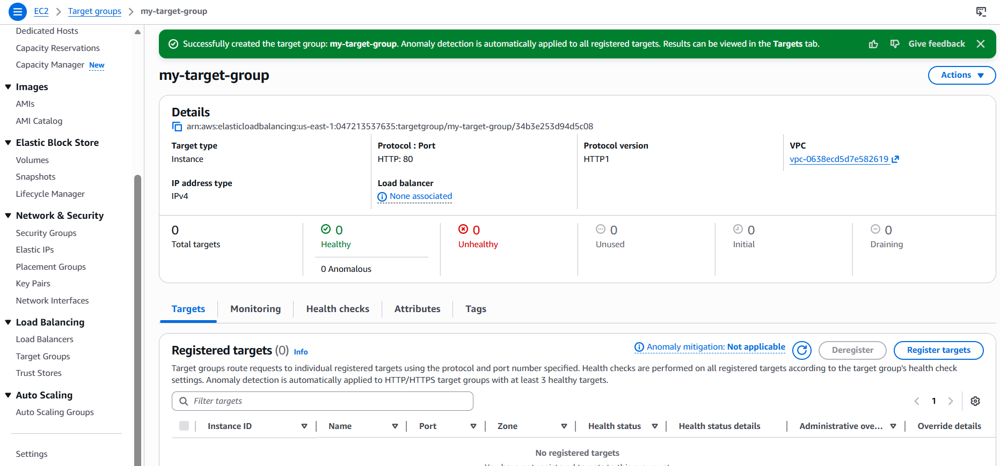 EC2 > Target groups > my-target-group
Dedicated Hosts
Capacity Reservations
Capacity Manager New
Images
AMIs
AMI Catalog
Elastic Block Store
Volumes
Snapshots
Lifecycle Manager
Network & Security
Security Groups
Elastic IPs
Placement Groups
Key Pairs
Network Interfaces
Load Balancing
Load Balancers
Target Groups
Trust Stores
Auto Scaling
Auto Scaling Groups
Settings
Successfully created the target group: my-target-group. Anomaly detection is automatically applied to all registered targets. Results can be viewed in the Targets tab. Give feedback
my-target-group Actions
Details
arn:aws:elasticloadbalancing:us-east-1:047213537635:targetgroup/my-target-group/34b3e253d94d5c08
Target type Protocol : Port Protocol version VPC
Instance HTTP: 80 HTTP1 vpc-0638ecd5d7e582619
IP address type Load balancer
IPv4 None associated
0 0 0 0 0 0
Total targets Healthy Unhealthy Unused Initial Draining
0 Anomalous
Targets Monitoring Health checks Attributes Tags
Registered targets (0) Info Anomaly mitigation: Not applicable Deregister Register targets
Target groups route requests to individual registered targets using the protocol and port number specified. Health checks are performed on all registered targets according to the target group's health check
settings. Anomaly detection is automatically applied to HTTP/HTTPS target groups with at least 3 healthy targets.
Filter targets 1
Instance ID Name Port Zone Health status Health status details Administrative ove... Override details
No registered targets